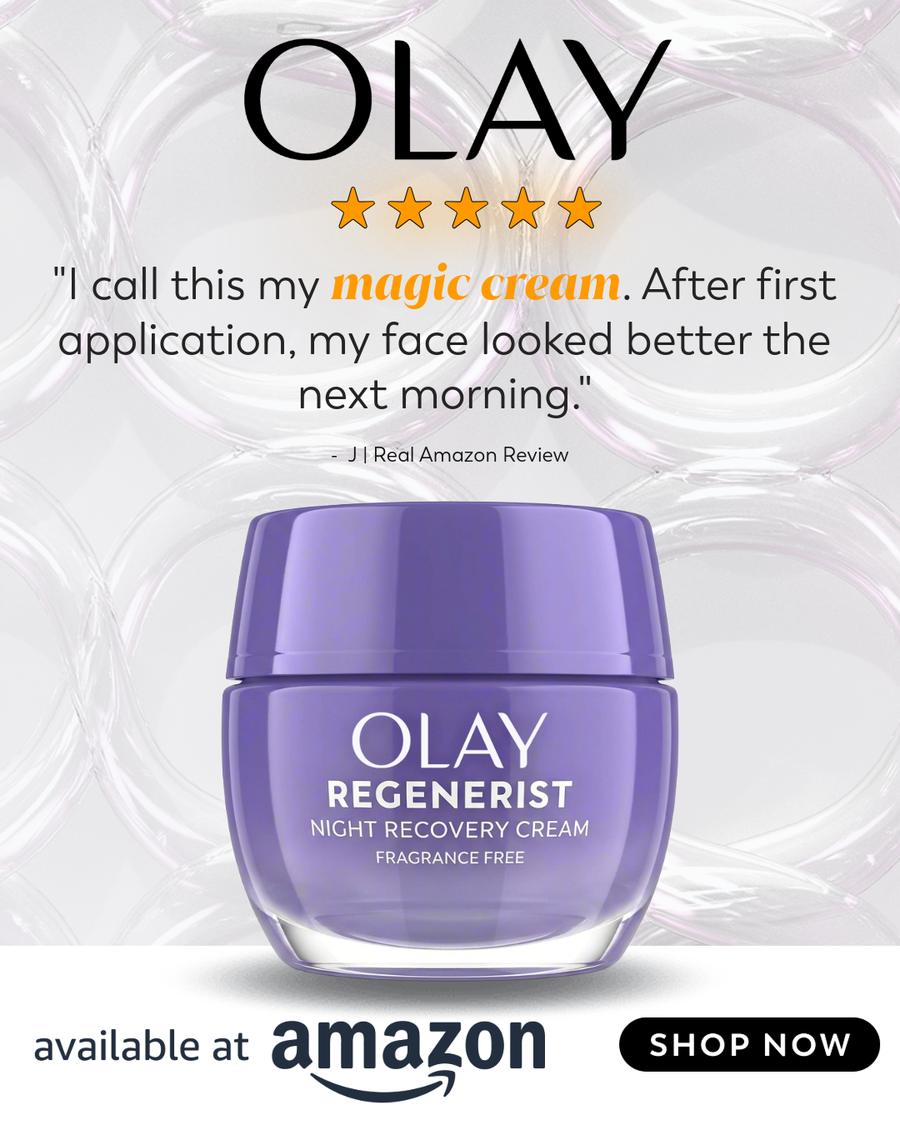 OLAY
"I call this my magic cream. After first
application, my face looked better the
next morning."
- J | Real Amazon Review
OLAY
REGENERIST
NIGHT RECOVERY CREAM
FRAGRANCE FREE
available at amazon
SHOP NOW